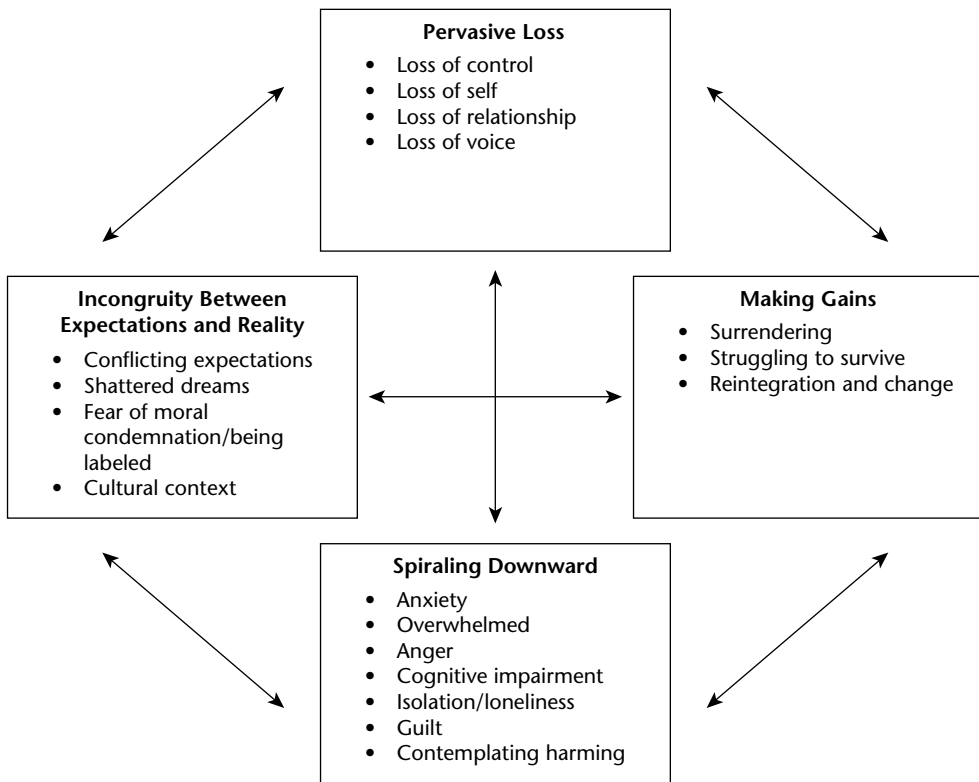 Pervasive Loss
• Loss of control
• Loss of self
• Loss of relationship
• Loss of voice
Incongruity Between
Expectations and Reality
• Conflicting expectations
• Shattered dreams
• Fear of moral
condemnation/being
labeled
• Cultural context
Making Gains
• Surrendering
• Struggling to survive
• Reintegration and change
Spiraling Downward
• Anxiety
• Overwhelmed
• Anger
• Cognitive impairment
• Isolation/loneliness
• Guilt
• Contemplating harming